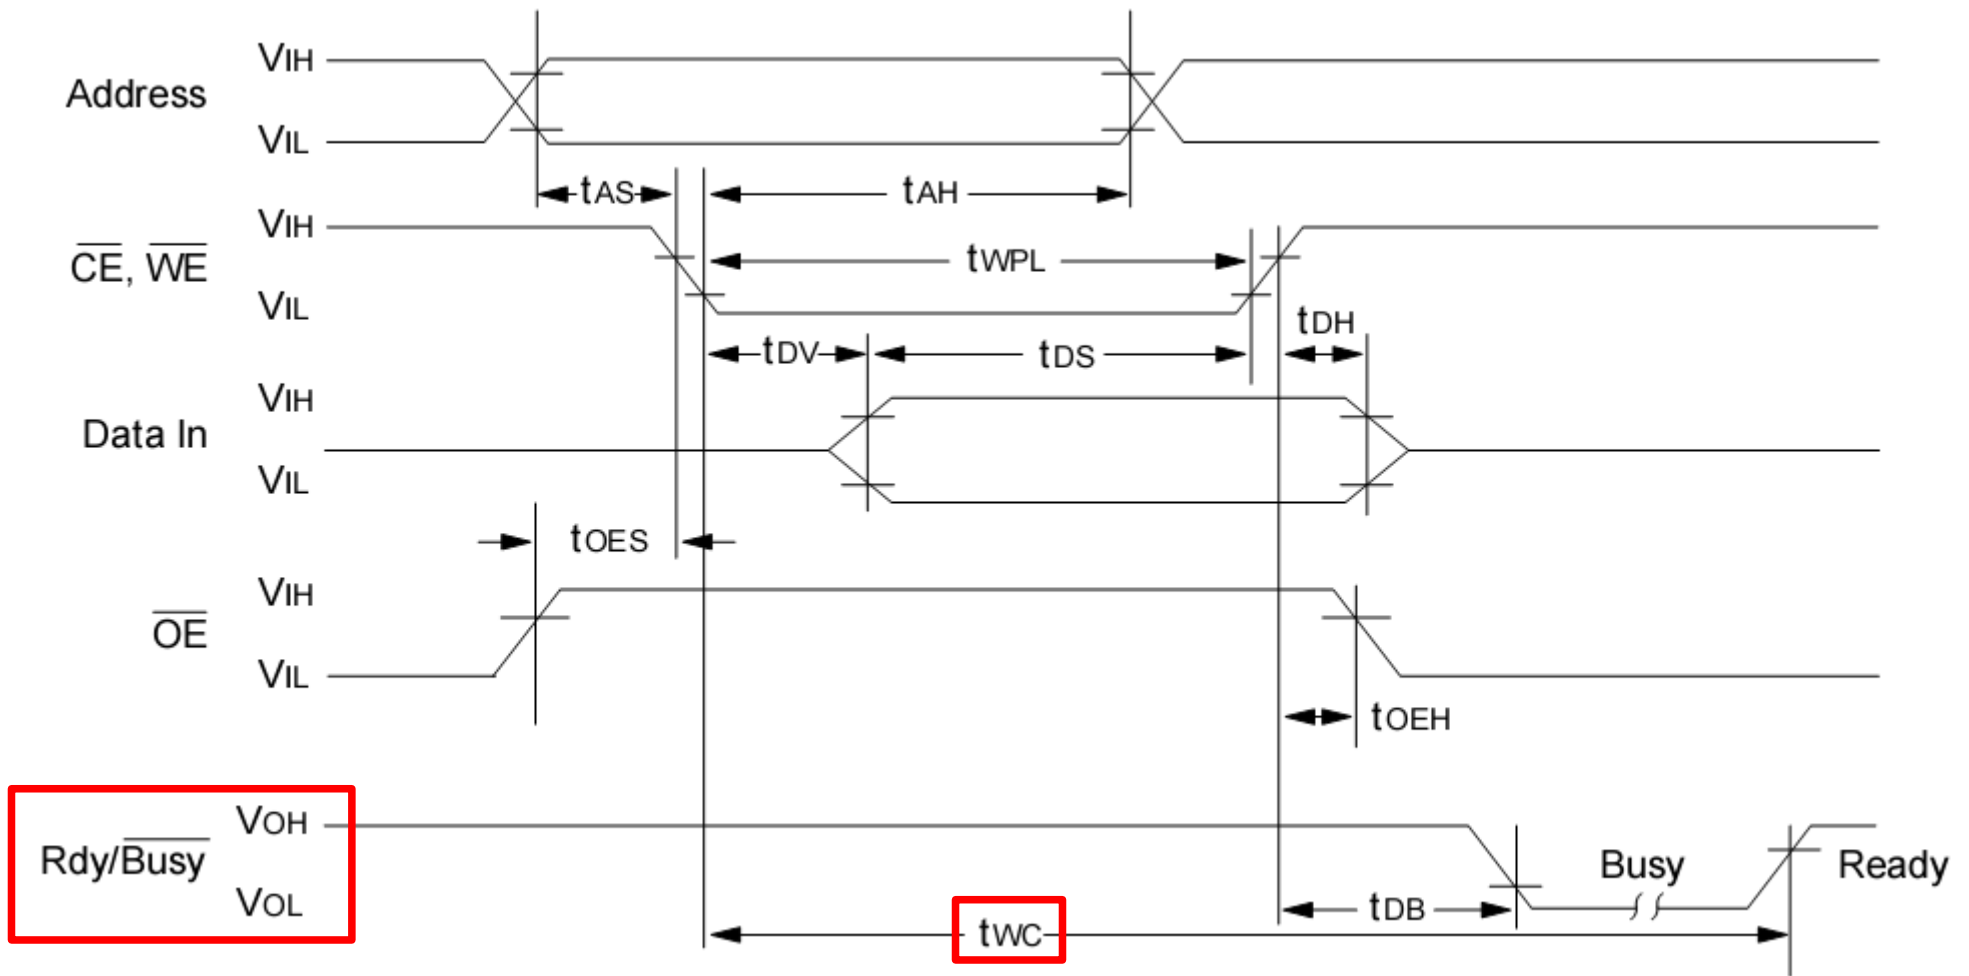 VIH
Address
VIL
tAS
tAH
VIH
CE, WE
tWPL
VIL
tDH
tDV
tDS
VIH
Data In
VIL
tOES
VIH
OE
VIL
tOEH
VOH
Rdy/Busy
Busy
Ready
VOL
tDB
tWC